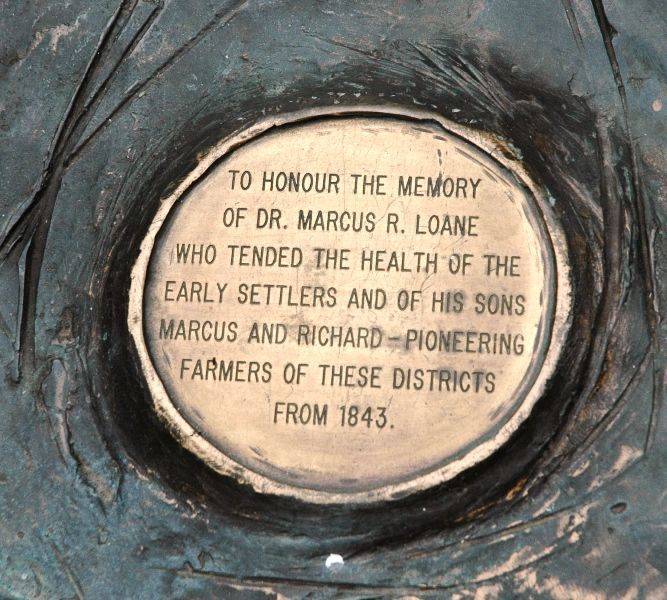 TO HONOUR THE MEMORY
OF DR. MARCUS R. LOANE
WHO TENDED THE HEALTH OF THE
EARLY SETTLERS AND OF HIS SONS
MARCUS AND RICHARD - PIONEERING
FARMERS OF THESE DISTRICTS
FROM 1843.